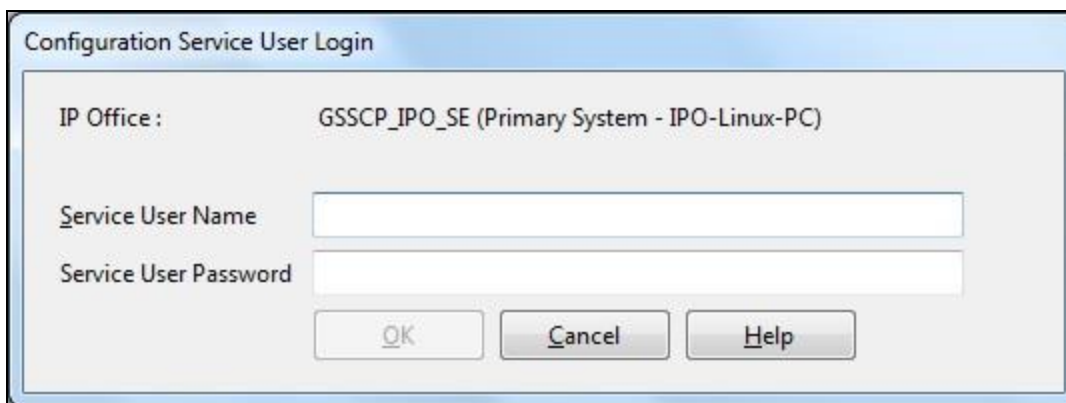 Configuration Service User Login
IP Office : GSSCP_IPO_SE (Primary System - IPO-Linux-PC)
Service User Name
Service User Password
OK Cancel Help